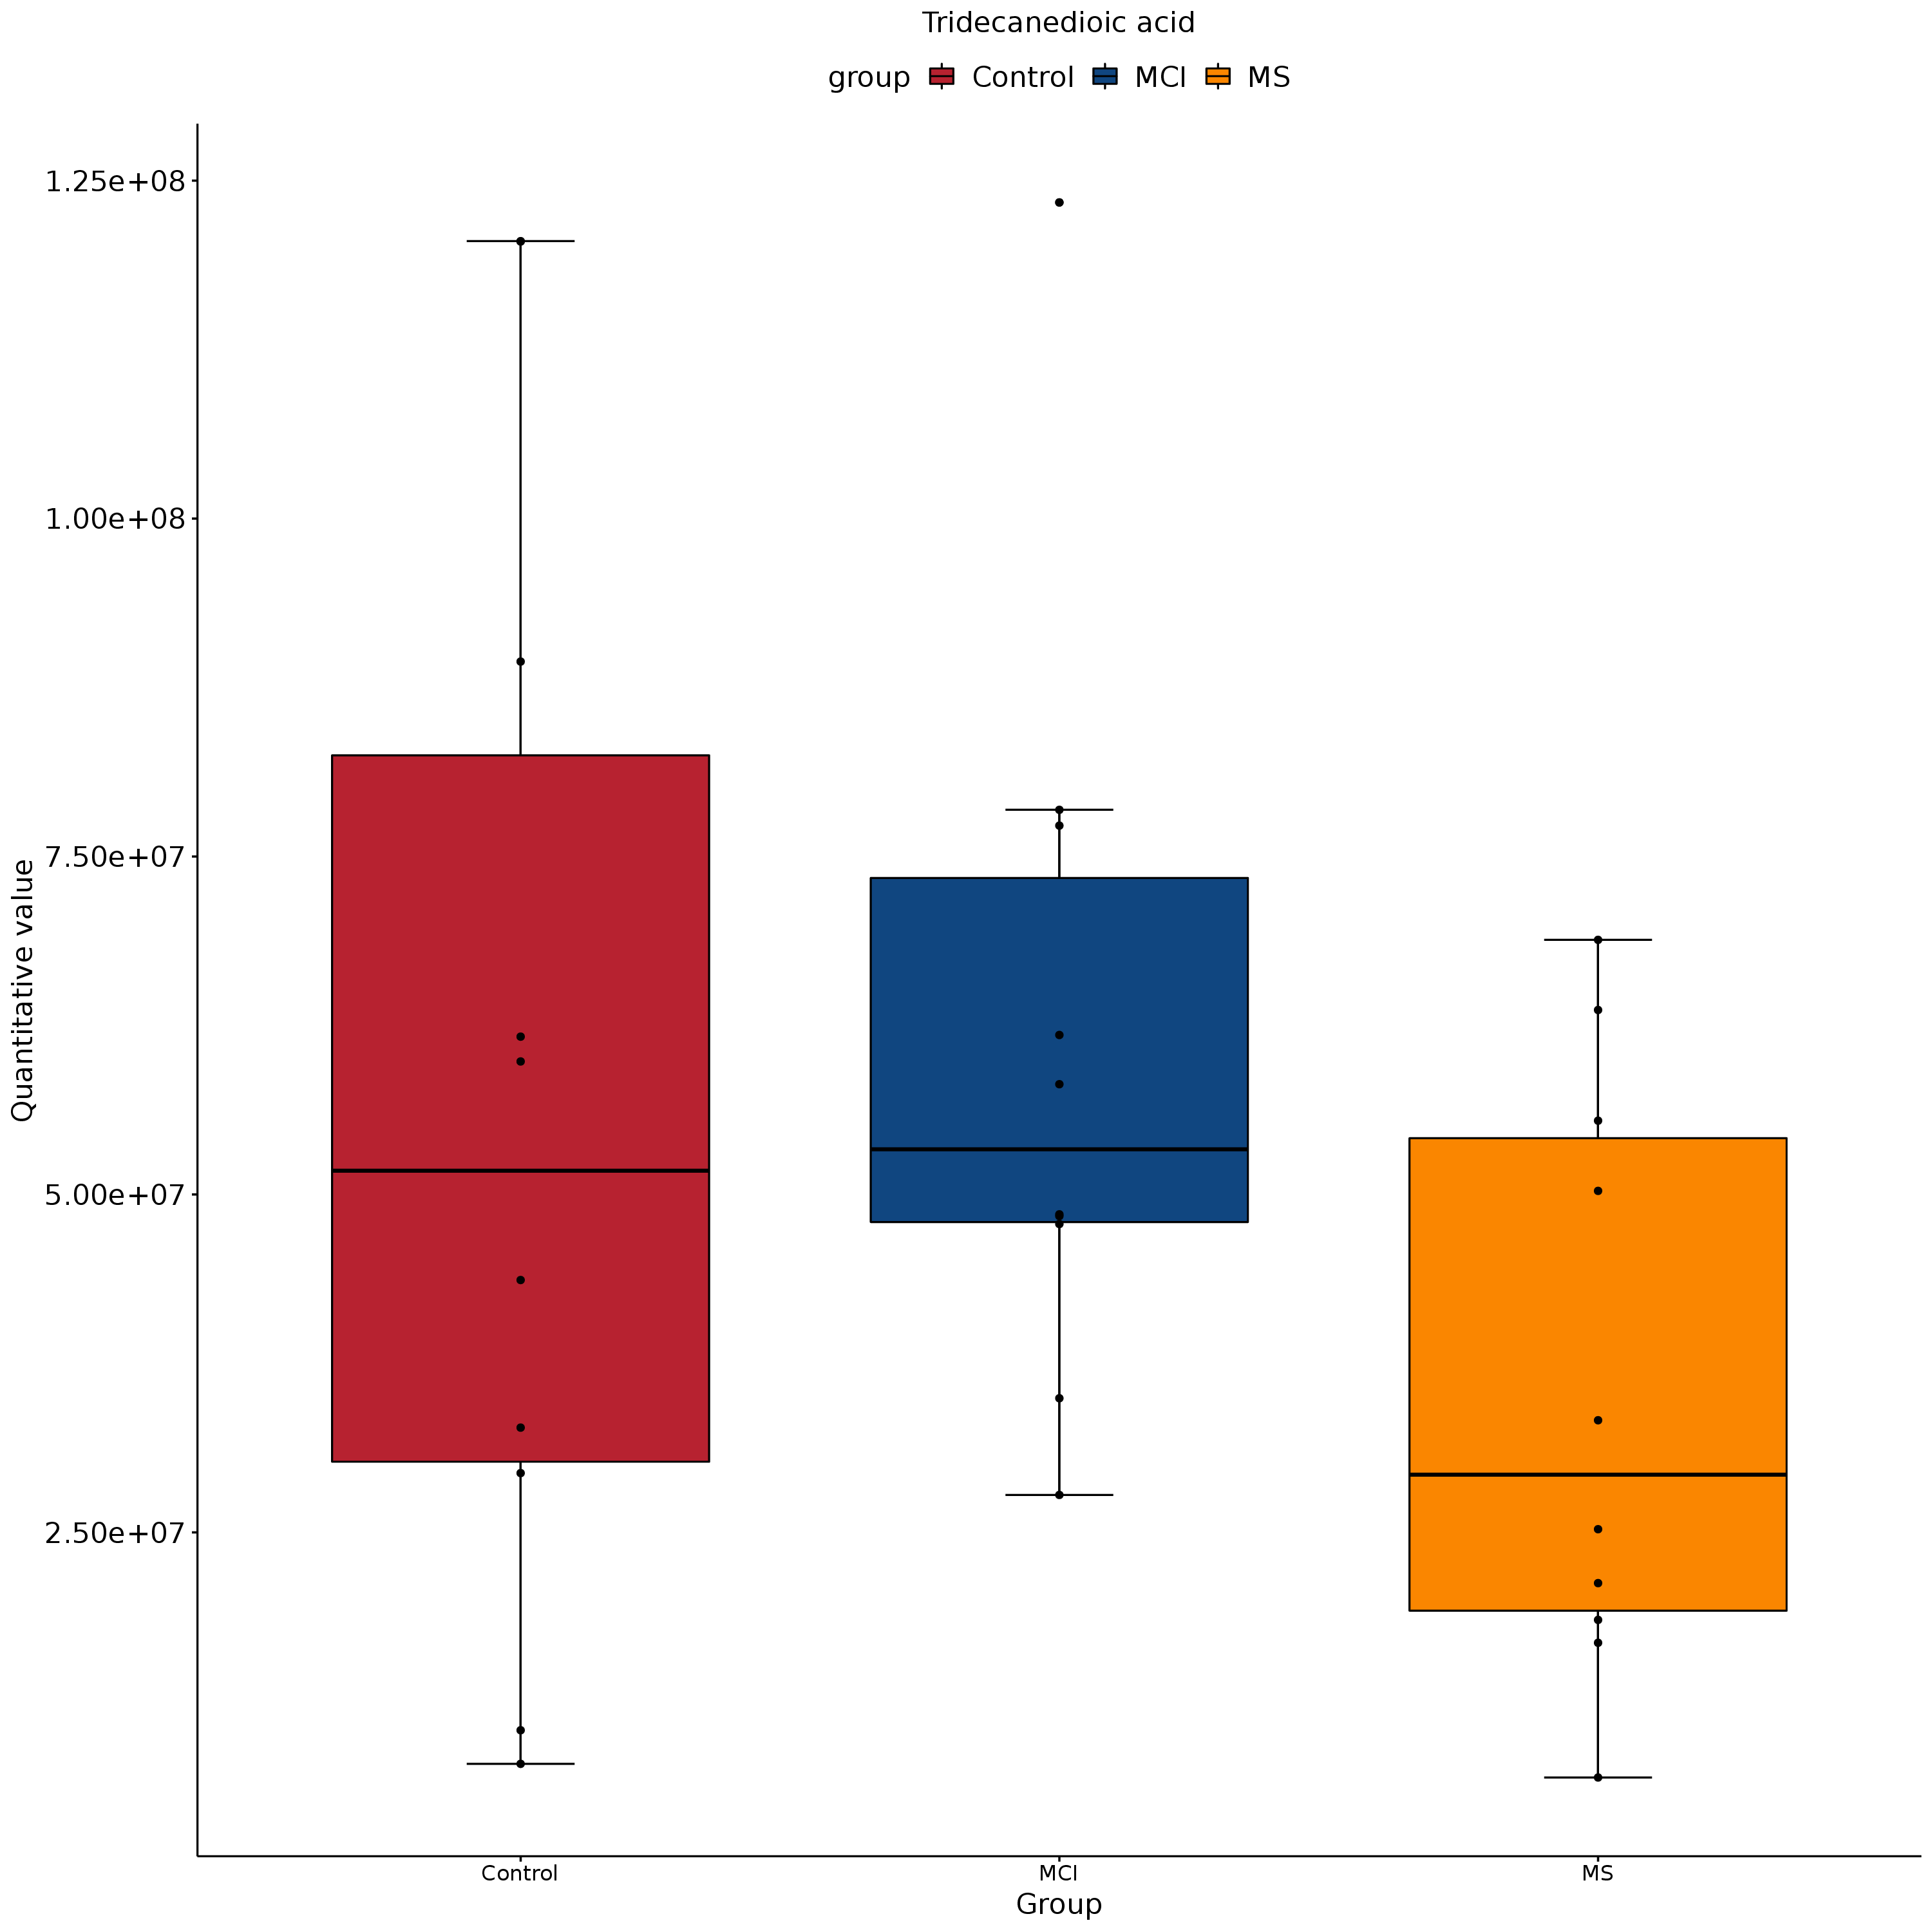 Tridecanedioic acid
group Control MCI MS
1.25e+08
1.00e+08
7.50e+07
5.00e+07
2.50e+07
Quantitative value
Control MCI MS
Group